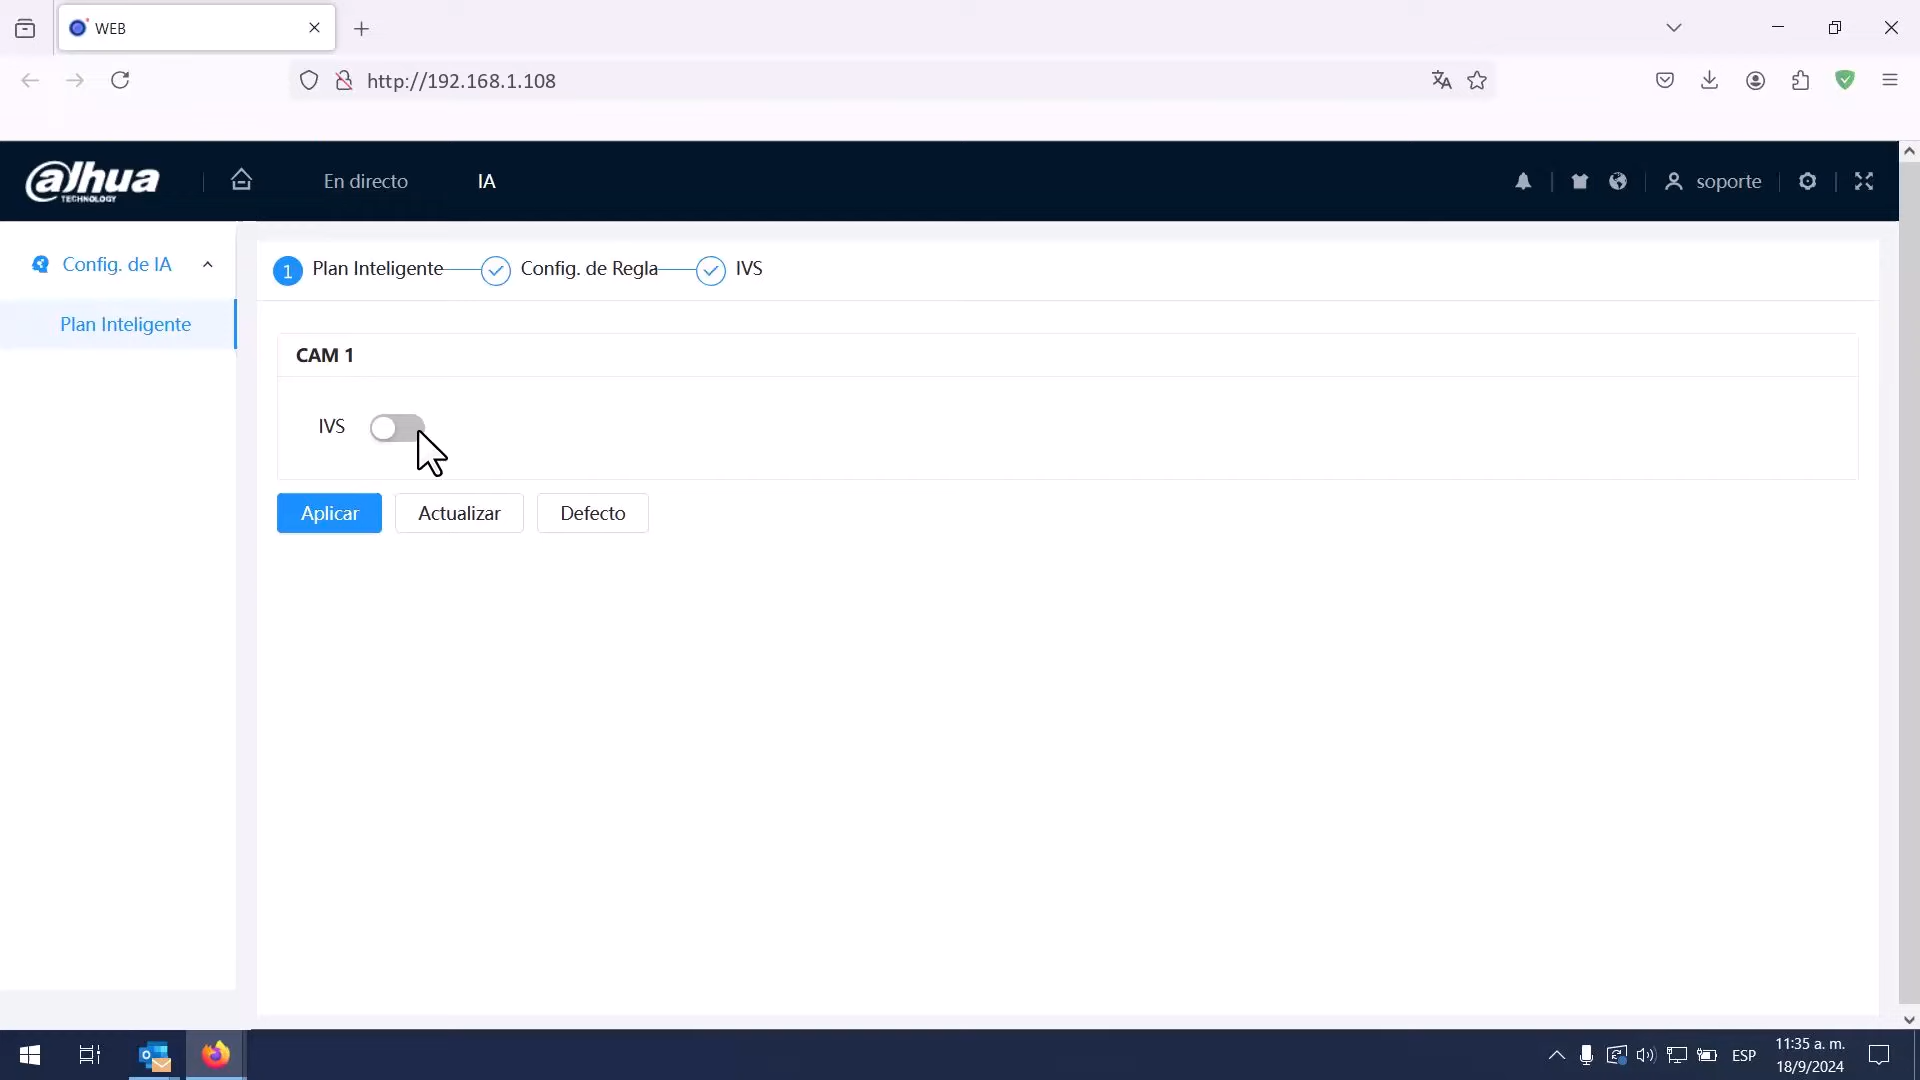 WEB
http://192.168.1.108
alhua
TECHNOLOGY
En directo
IA
soporte
Config. de IA
Plan Inteligente
1 Plan Inteligente
Config. de Regla
IVS
CAM 1
IVS
Aplicar
Actualizar
Defecto
ESP
11:35 a. m.
18/9/2024